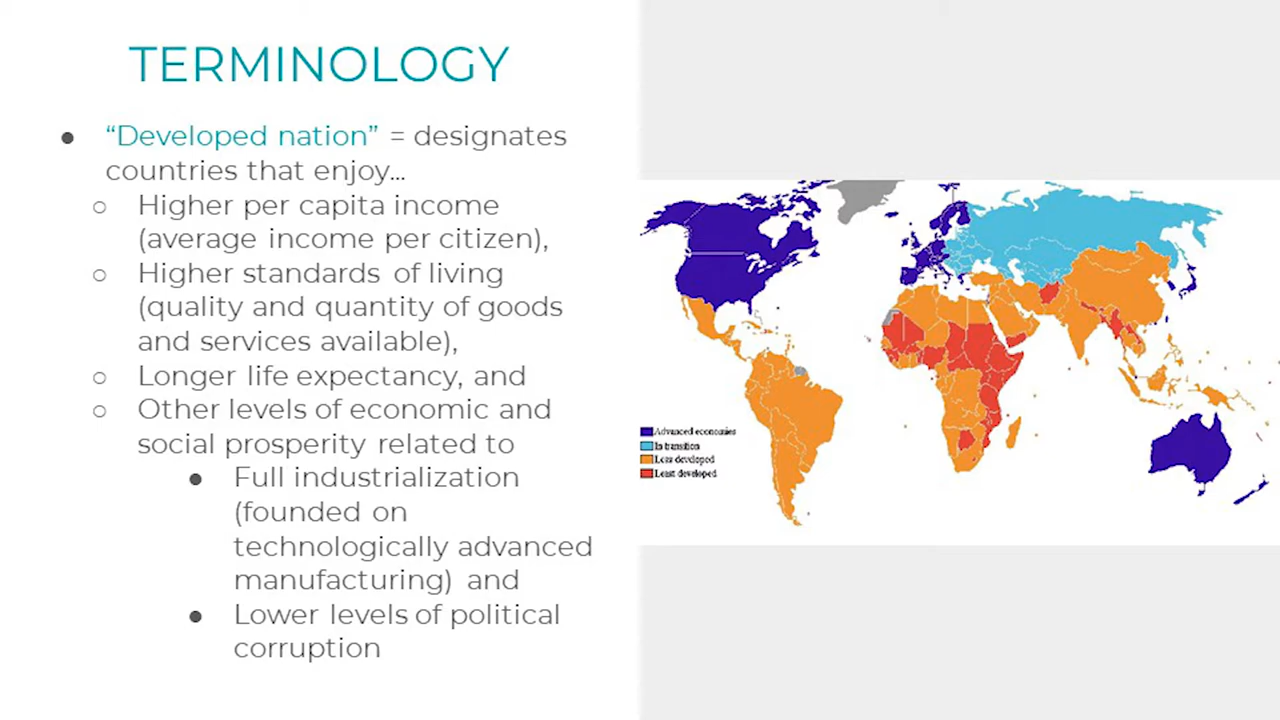 TERMINOLOGY
● “Developed nation” = designates
countries that enjoy...
○ Higher per capita income
(average income per citizen),
○ Higher standards of living
(quality and quantity of goods
and services available),
○ Longer life expectancy, and
○ Other levels of economic and
social prosperity related to
● Full industrialization
(founded on
technologically advanced
manufacturing) and
● Lower levels of political
corruption
Advanced economies
In transition
Less developed
Least developed